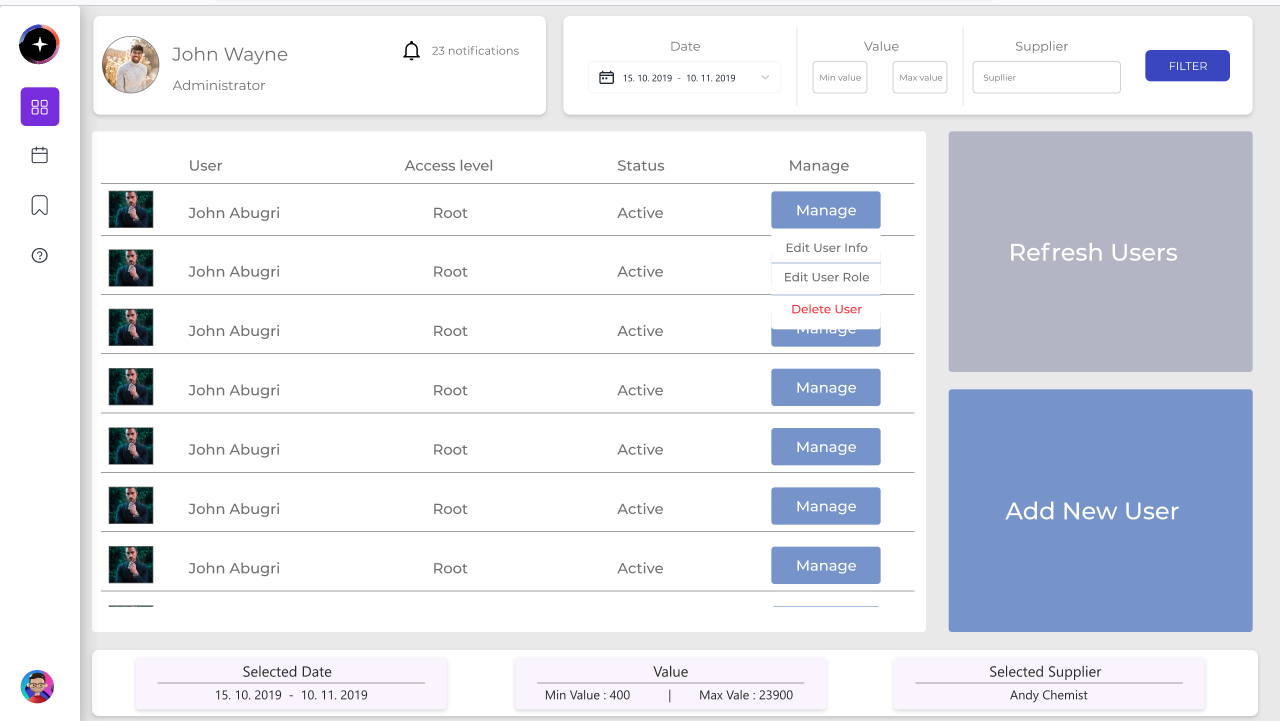 John Wayne
Administrator
23 notifications
Date
15. 10. 2019 - 10. 11. 2019
Value
Min value
Max value
Supplier
Supllier
FILTER
User Access level Status Manage
John Abugri Root Active Manage
Edit User Info
John Abugri Root Active
Edit User Role
Delete User
John Abugri Root Active Manage
John Abugri Root Active Manage
John Abugri Root Active Manage
John Abugri Root Active Manage
John Abugri Root Active Manage
Refresh Users
Add New User
Selected Date
15. 10. 2019 - 10. 11. 2019
Value
Min Value : 400 | Max Vale : 23900
Selected Supplier
Andy Chemist